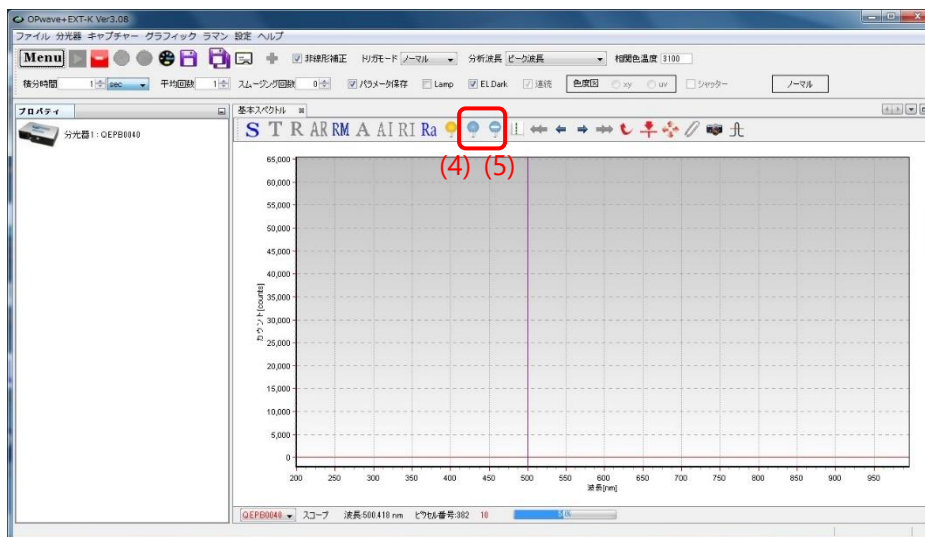 OPwave+EXT-K Ver3.08
ファイル 分光器 キャプチャー グラフィック ラマン 設定 ヘルプ
Menu 非線形補正 トリガモード ノーマル 分析波長 ピーク波長 相関色温度 3100
積分時間 1 sec 平均回数 1 スムージング回数 0 パラメータ保存 Lamp ELDark 連続 色度図 xy uv シャッター ノーマル
プロパティ
分光器1:QEPB0040
基本スペクトル
S T R AR RM A AI RI Ra
(4) (5)
65,000
60,000
55,000
50,000
45,000
40,000
35,000
30,000
25,000
20,000
15,000
10,000
5,000
0
カウント[counts]
200 250 300 350 400 450 500 550 600 650 700 750 800 850 900 950
波長[nm]
QEPB0040 スコープ 波長:500.418 nm ピクセル番号:382 10